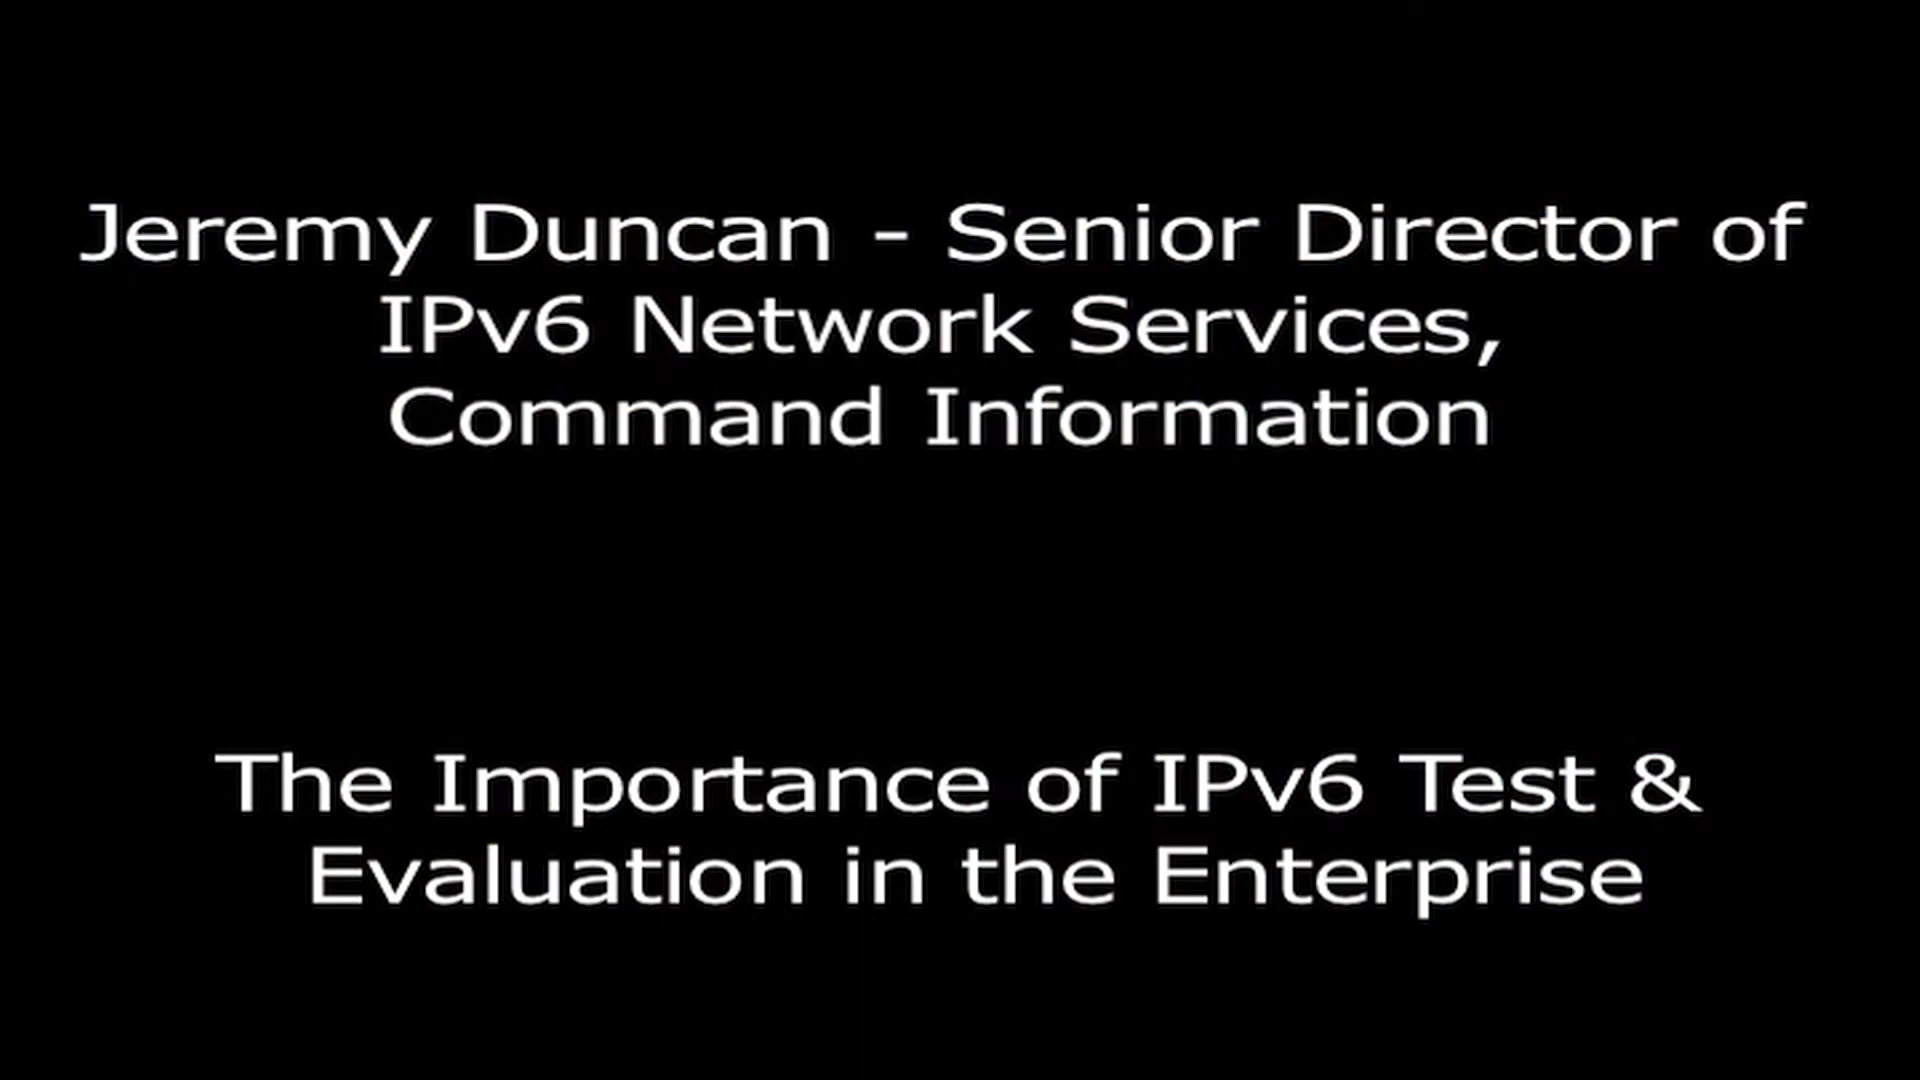 Jeremy Duncan - Senior Director of
IPv6 Network Services,
Command Information
The Importance of IPv6 Test &
Evaluation in the Enterprise